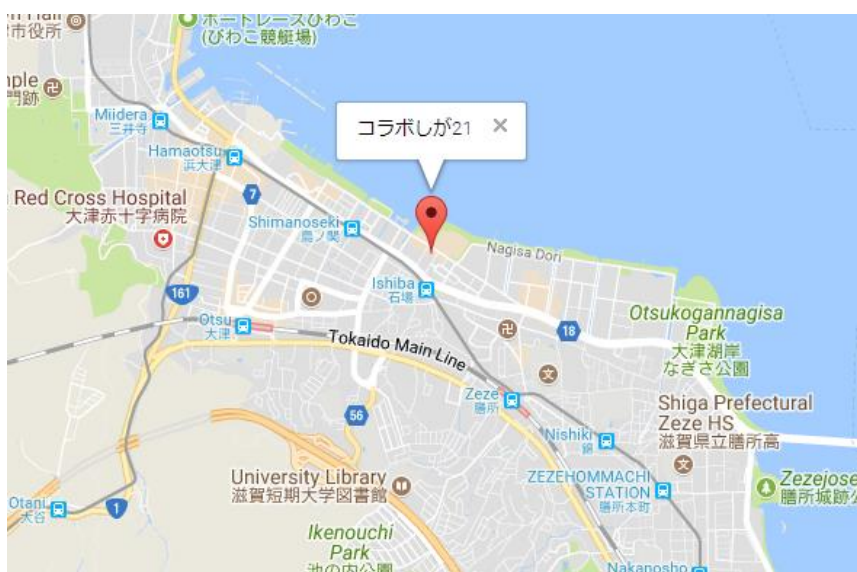 市役所
ボートレースびわこ
(びわこ競艇場)
門跡
Miidera
三井寺
Hamaotsu
浜大津
コラボしが21 ×
Red Cross Hospital
大津赤十字病院
7
Shimanoseki
島ノ関
Nagisa Dori
Ishiba
石場
161
Otsu
大津
Tokaido Main Line
18
Otsukogannagisa
Park
大津湖岸
なぎさ公園
56
Zeze
膳所
Nishiki
錦
Shiga Prefectural
Zeze HS
滋賀県立膳所高
University Library
滋賀短期大学図書館
ZEZEHOMMACHI
STATION
膳所本町
Zezejose
膳所城跡
Otani
大谷
1
Ikenouchi
Park
池の内公園
Nakanosho